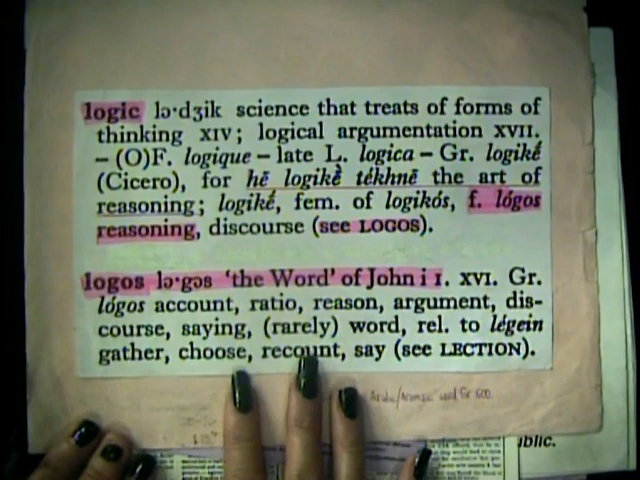 logic lɔ·dʒik science that treats of forms of
thinking XIV; logical argumentation XVII.
– (O)F. logique – late L. logica – Gr. logikḗ
(Cicero), for hē logikḕ tékhnē the art of
reasoning; logikḗ, fem. of logikós, f. lógos
reasoning, discourse (see LOGOS).
logos lɔ·gɔs ‘the Word’ of John i 1. XVI. Gr.
lógos account, ratio, reason, argument, dis-
course, saying, (rarely) word, rel. to légein
gather, choose, recount, say (see LECTION).
ublic.